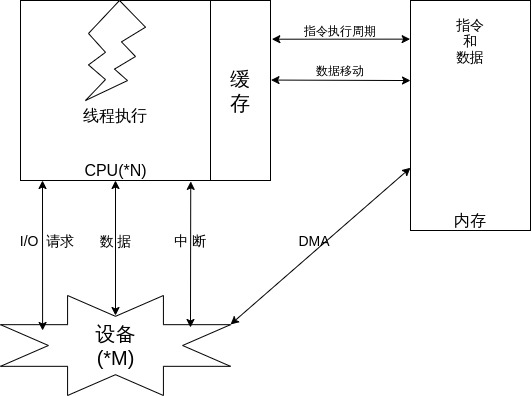 指令执行周期
指令
和
数据
数据移动
缓
存
线程执行
CPU(*N)
内存
I/O 请求
数 据
中 断
DMA
设备
(*M)